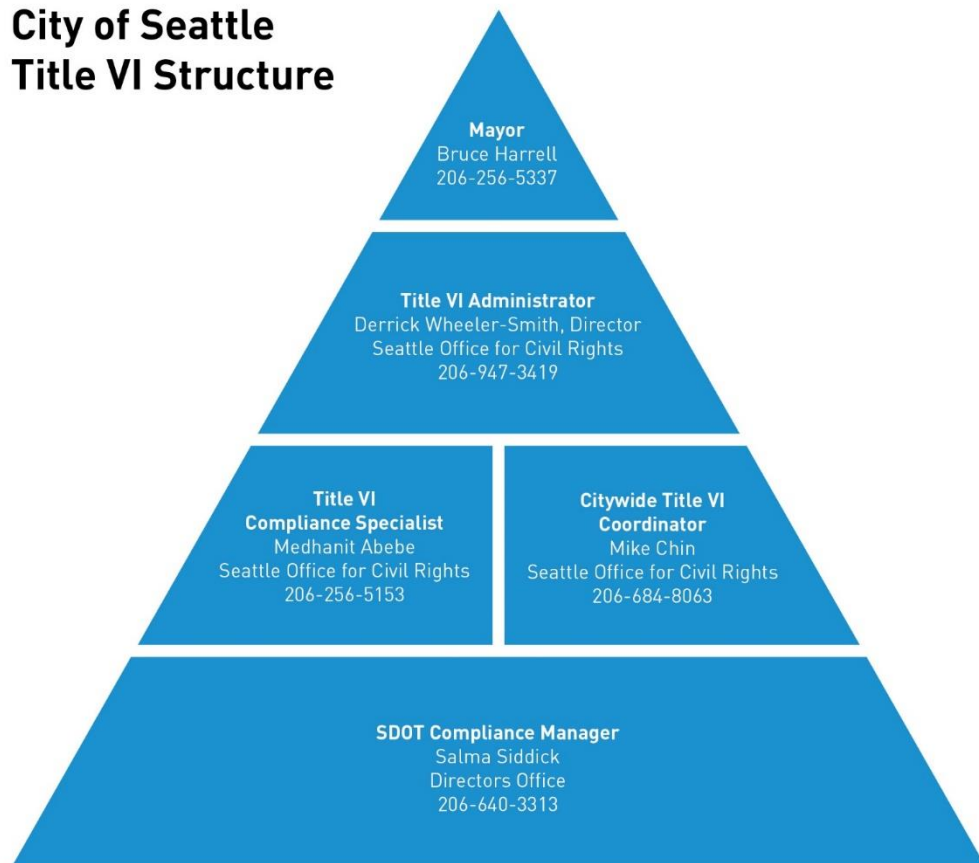 City of Seattle
Title VI Structure
Mayor
Bruce Harrell
206-256-5337
Title VI Administrator
Derrick Wheeler-Smith, Director
Seattle Office for Civil Rights
206-947-3419
Title VI
Compliance Specialist
Medhanit Abebe
Seattle Office for Civil Rights
206-256-5153
Citywide Title VI
Coordinator
Mike Chin
Seattle Office for Civil Rights
206-684-8063
SDOT Compliance Manager
Salma Siddick
Directors Office
206-640-3313